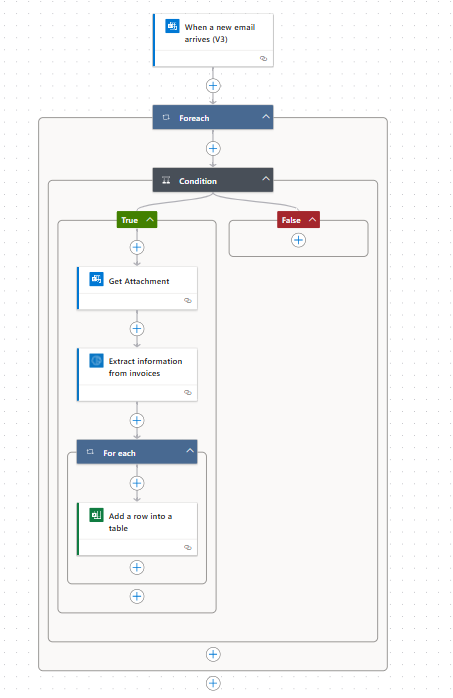 When a new email
arrives (V3)
Foreach
Condition
True
False
Get Attachment
Extract information
from invoices
For each
Add a row into a
table